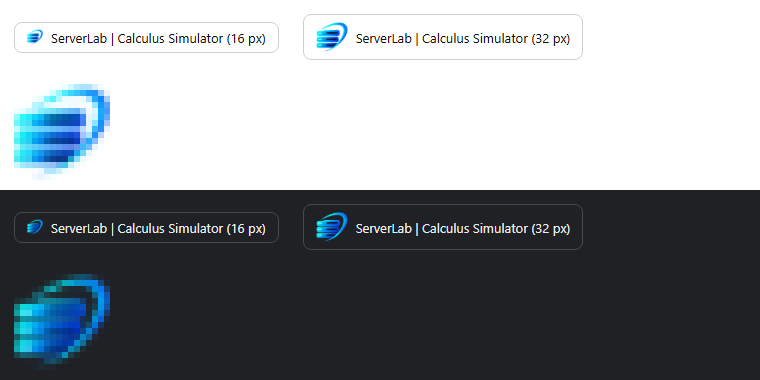 ServerLab | Calculus Simulator (16 px)
ServerLab | Calculus Simulator (32 px)
ServerLab | Calculus Simulator (16 px)
ServerLab | Calculus Simulator (32 px)